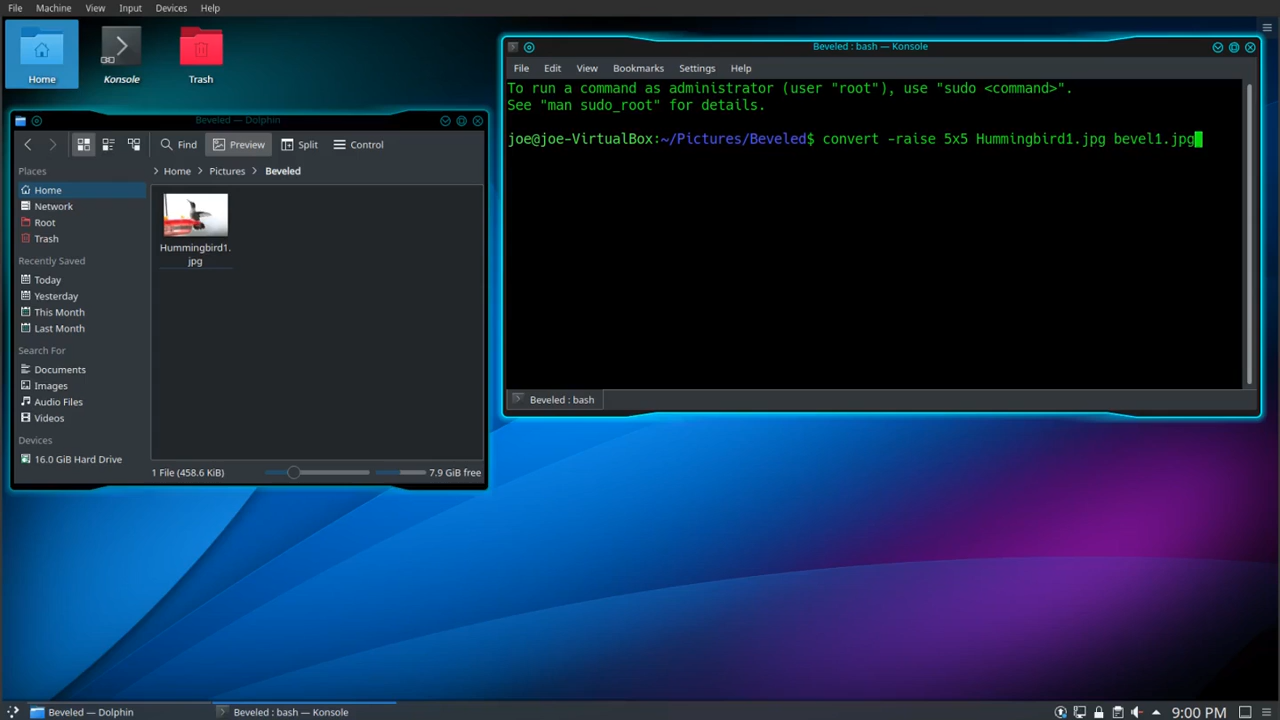 File Machine View Input Devices Help
Home
Konsole
Trash
Beveled : bash — Konsole
File Edit View Bookmarks Settings Help
To run a command as administrator (user "root"), use "sudo <command>".
See "man sudo_root" for details.
joe@joe-VirtualBox:~/Pictures/Beveled$ convert -raise 5x5 Hummingbird1.jpg bevel1.jpg
Beveled : bash
Beveled — Dolphin
Find Preview Split Control
Places
Home
Network
Root
Trash
Recently Saved
Today
Yesterday
This Month
Last Month
Search For
Documents
Images
Audio Files
Videos
Devices
16.0 GiB Hard Drive
Home Pictures Beveled
Hummingbird1.
jpg
1 File (458.6 KiB)
7.9 GiB free
Beveled — Dolphin
Beveled : bash — Konsole
9:00 PM